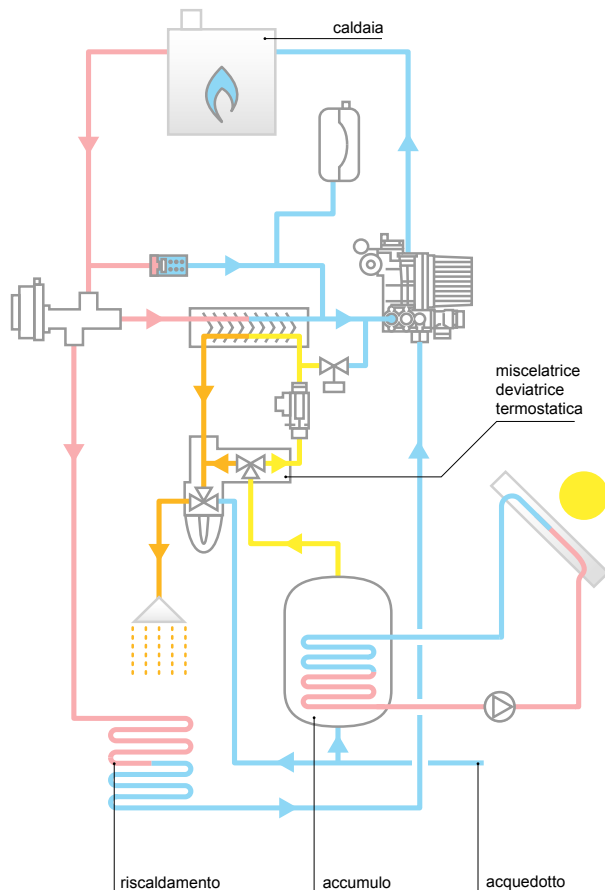 caldaia
miscelatrice
deviatrice
termostatica
riscaldamento
accumulo
acquedotto